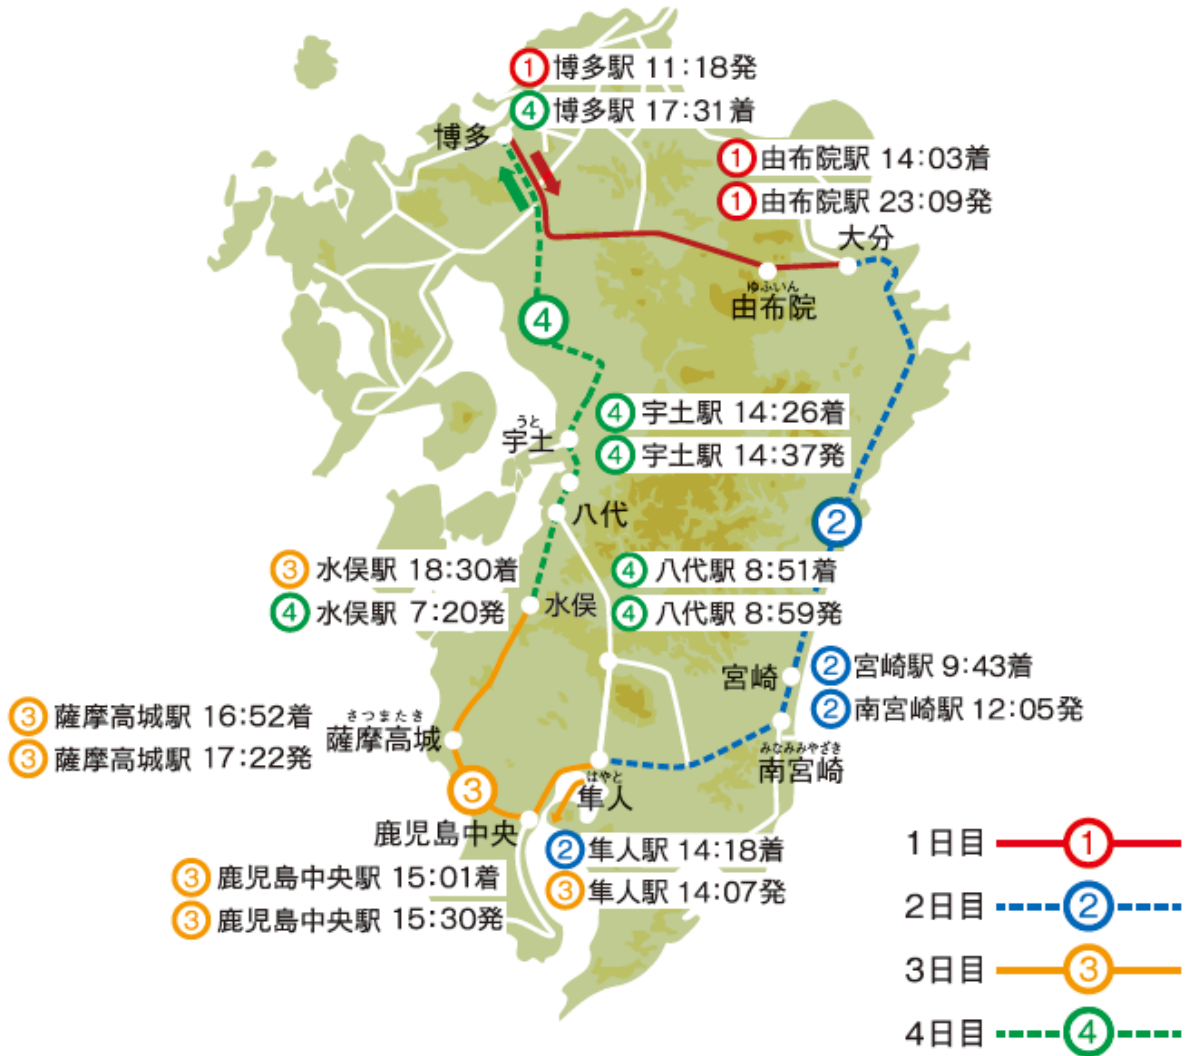 ① 博多駅 11:18発
④ 博多駅 17:31着
博多
① 由布院駅 14:03着
① 由布院駅 23:09発
大分
ゆふいん
由布院
④
④ 宇土駅 14:26着
④ 宇土駅 14:37発
うと
宇土
八代
②
③ 水俣駅 18:30着
④ 水俣駅 7:20発
水俣
④ 八代駅 8:51着
④ 八代駅 8:59発
宮崎
② 宮崎駅 9:43着
② 南宮崎駅 12:05発
みなみみやざき
南宮崎
③ 薩摩高城駅 16:52着
③ 薩摩高城駅 17:22発
さつまたき
薩摩高城
③
はやと
隼人
鹿児島中央
② 隼人駅 14:18着
③ 隼人駅 14:07発
③ 鹿児島中央駅 15:01着
③ 鹿児島中央駅 15:30発
1日目 ①
2日目 ②
3日目 ③
4日目 ④